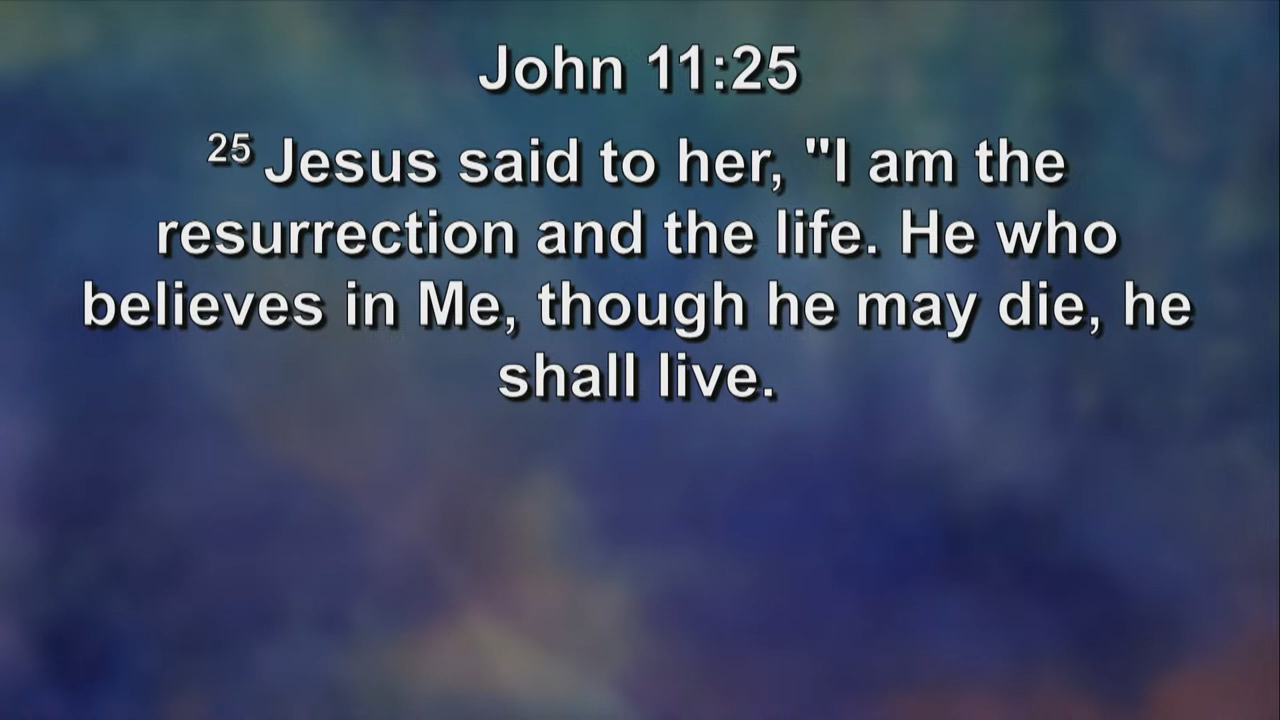 John 11:25
25 Jesus said to her, "I am the
resurrection and the life. He who
believes in Me, though he may die, he
shall live.